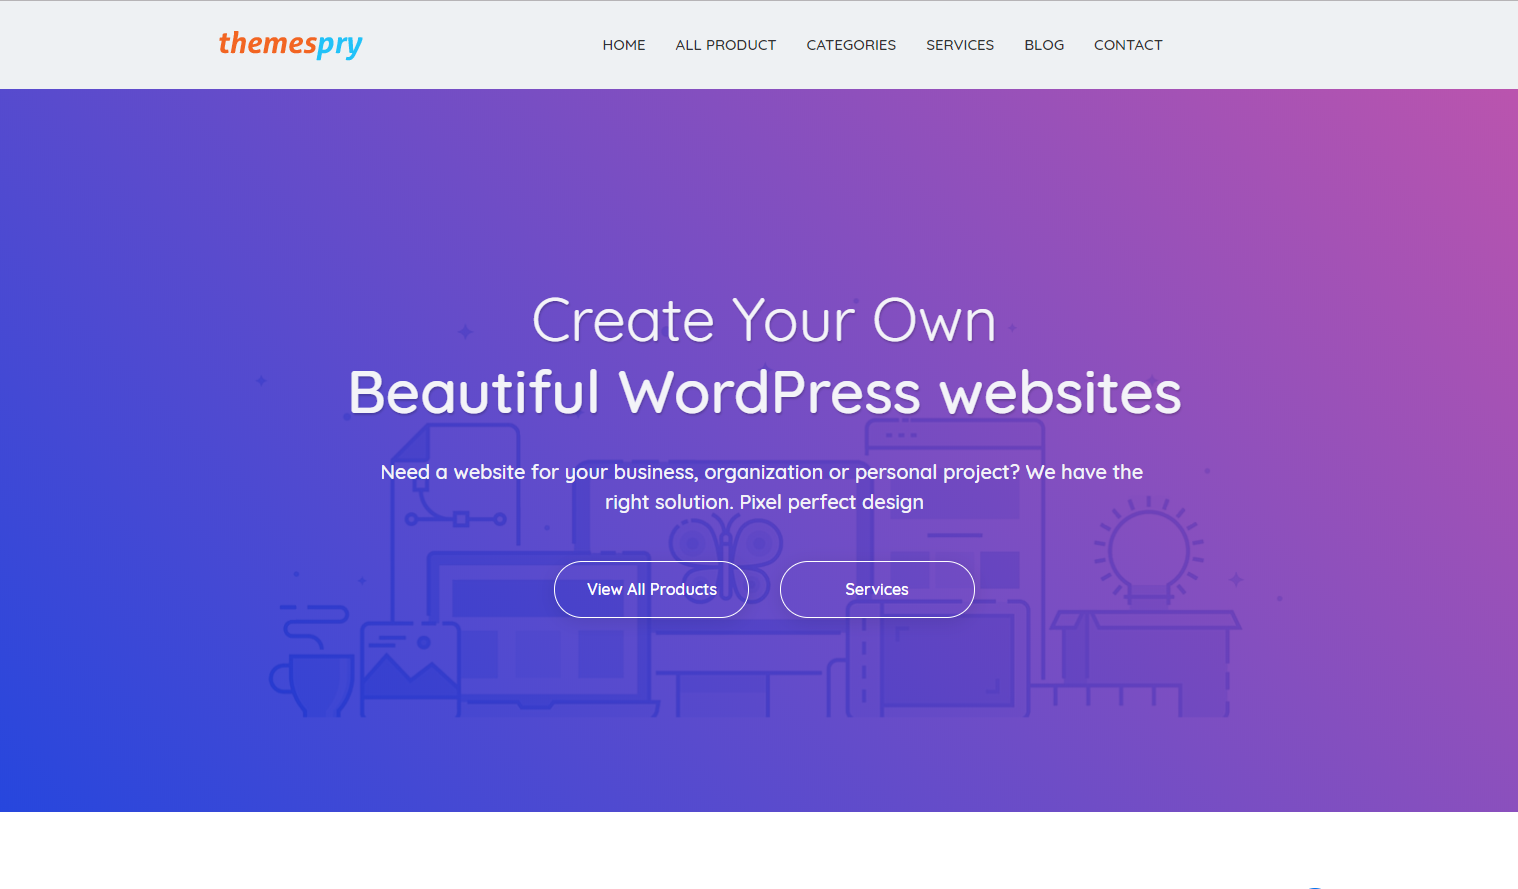 themespry
HOME ALL PRODUCT CATEGORIES SERVICES BLOG CONTACT
Create Your Own
Beautiful WordPress websites
Need a website for your business, organization or personal project? We have the
right solution. Pixel perfect design
View All Products Services